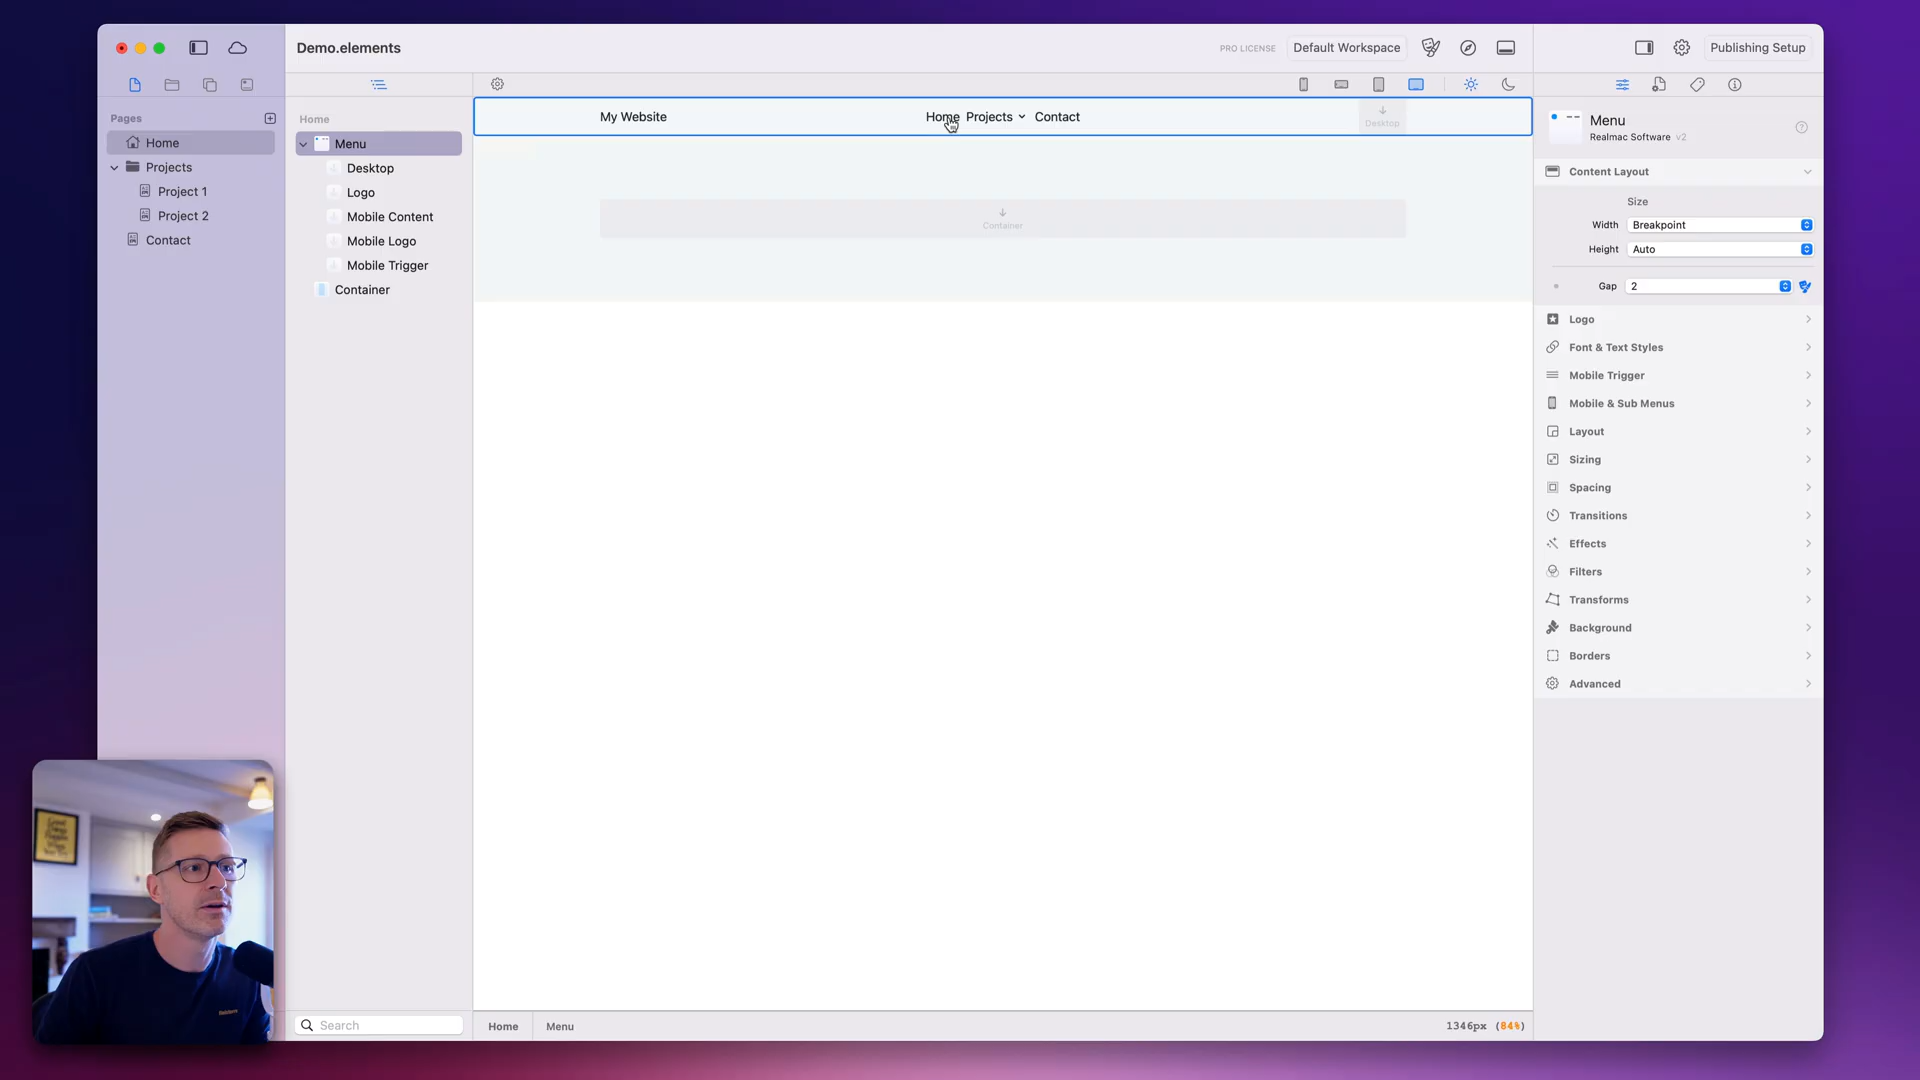 Demo.elements
PRO LICENSE
Default Workspace
Publishing Setup
Pages
Home
Projects
Project 1
Project 2
Contact
Home
Menu
Desktop
Logo
Mobile Content
Mobile Logo
Mobile Trigger
Container
Search
My Website
Home
Projects
Contact
Desktop
Container
Home
Menu
1346px (84%)
Menu
Realmac Software v2
Content Layout
Size
Width Breakpoint
Height Auto
Gap 2
Logo
Font & Text Styles
Mobile Trigger
Mobile & Sub Menus
Layout
Sizing
Spacing
Transitions
Effects
Filters
Transforms
Background
Borders
Advanced